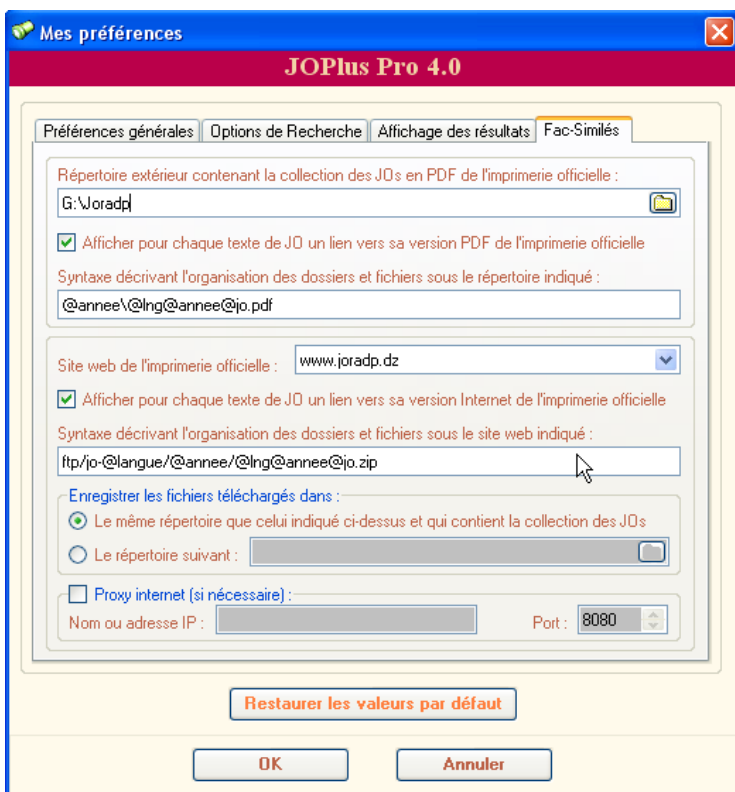 Mes préférences
JOPlus Pro 4.0
Préférences générales Options de Recherche Affichage des résultats Fac-Similés
Répertoire extérieur contenant la collection des JOs en PDF de l'imprimerie officielle :
G:\Joradp
Afficher pour chaque texte de JO un lien vers sa version PDF de l'imprimerie officielle
Syntaxe décrivant l'organisation des dossiers et fichiers sous le répertoire indiqué :
@annee\@lng@annee@jo.pdf
Site web de l'imprimerie officielle : www.joradp.dz
Afficher pour chaque texte de JO un lien vers sa version Internet de l'imprimerie officielle
Syntaxe décrivant l'organisation des dossiers et fichiers sous le site web indiqué :
ftp/jo-@langue/@annee/@lng@annee@jo.zip
Enregistrer les fichiers téléchargés dans :
Le même répertoire que celui indiqué ci-dessus et qui contient la collection des JOs
Le répertoire suivant :
Proxy internet (si nécessaire) :
Nom ou adresse IP : Port : 8080
Restaurer les valeurs par défaut
OK Annuler